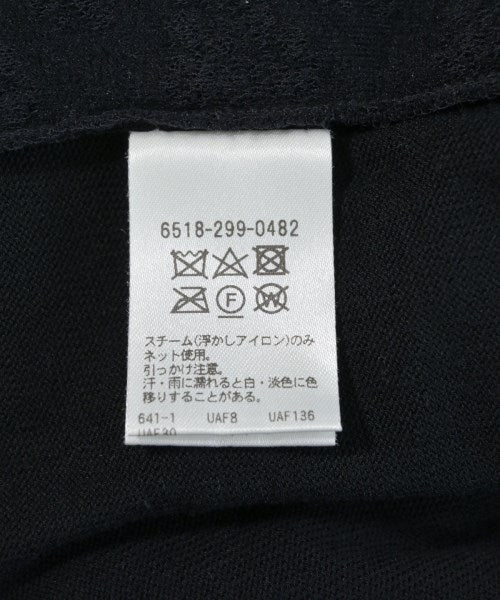 6518-299-0482
F W
スチーム(浮かしアイロン)のみ
ネット使用。
引っかけ注意。
汗・雨に濡れると白・淡色に色
移りすることがある。
641-1 UAF8 UAF136
UAF30